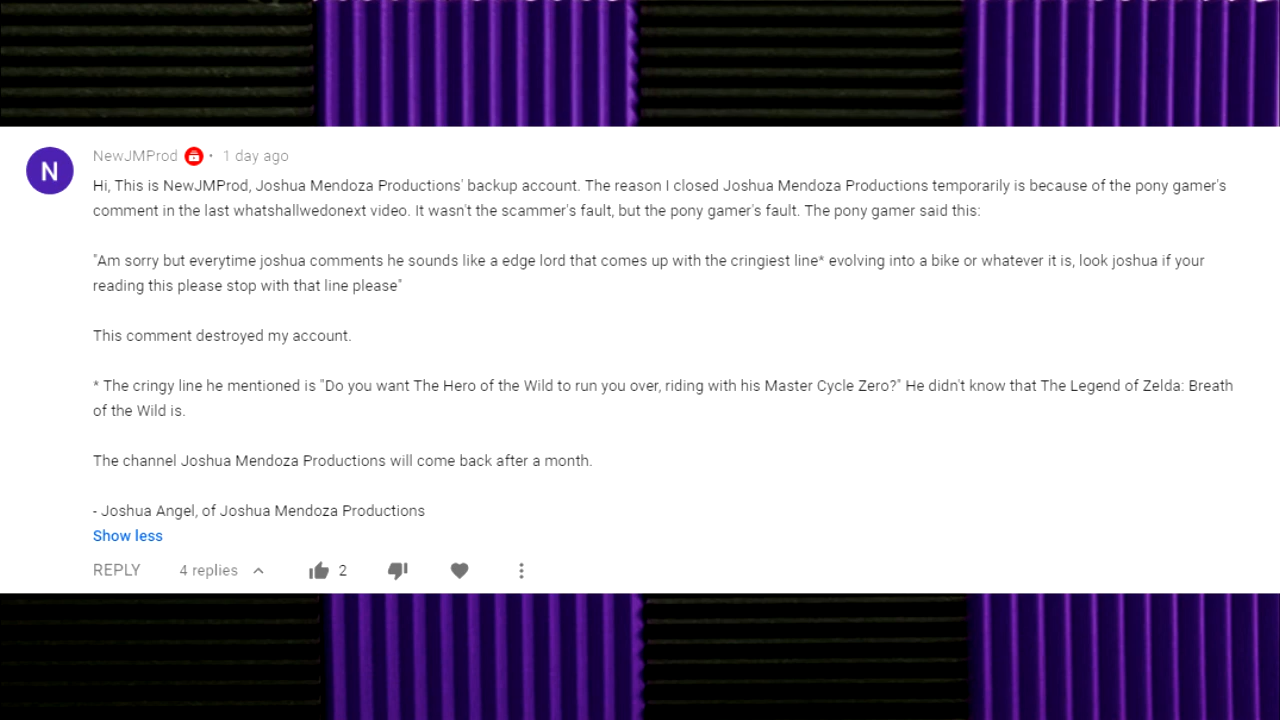 N
NewJMProd · 1 day ago
Hi, This is NewJMProd, Joshua Mendoza Productions' backup account. The reason I closed Joshua Mendoza Productions temporarily is because of the pony gamer's
comment in the last whatshallwedonext video. It wasn't the scammer's fault, but the pony gamer's fault. The pony gamer said this:
"Am sorry but everytime joshua comments he sounds like a edge lord that comes up with the cringiest line* evolving into a bike or whatever it is, look joshua if your
reading this please stop with that line please"
This comment destroyed my account.
* The cringy line he mentioned is "Do you want The Hero of the Wild to run you over, riding with his Master Cycle Zero?" He didn't know that The Legend of Zelda: Breath
of the Wild is.
The channel Joshua Mendoza Productions will come back after a month.
- Joshua Angel, of Joshua Mendoza Productions
Show less
REPLY 4 replies 2